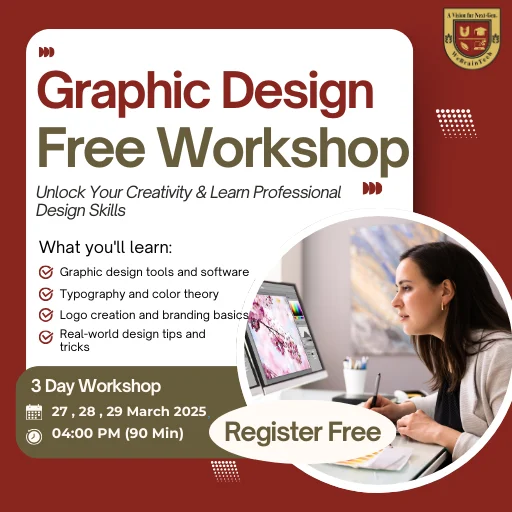 A Vision for Next-Gen.
WeBrainTech
Graphic Design
Free Workshop
Unlock Your Creativity & Learn Professional
Design Skills
What you'll learn:
Graphic design tools and software
Typography and color theory
Logo creation and branding basics
Real-world design tips and
tricks
3 Day Workshop
27 , 28 , 29 March 2025
04:00 PM (90 Min)
Register Free